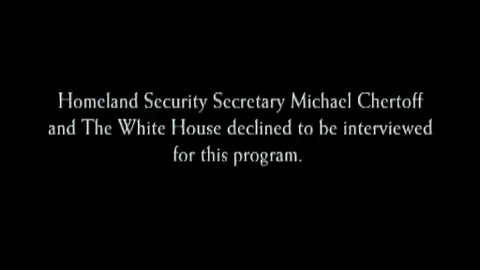 Homeland Security Secretary Michael Chertoff
and The White House declined to be interviewed
for this program.